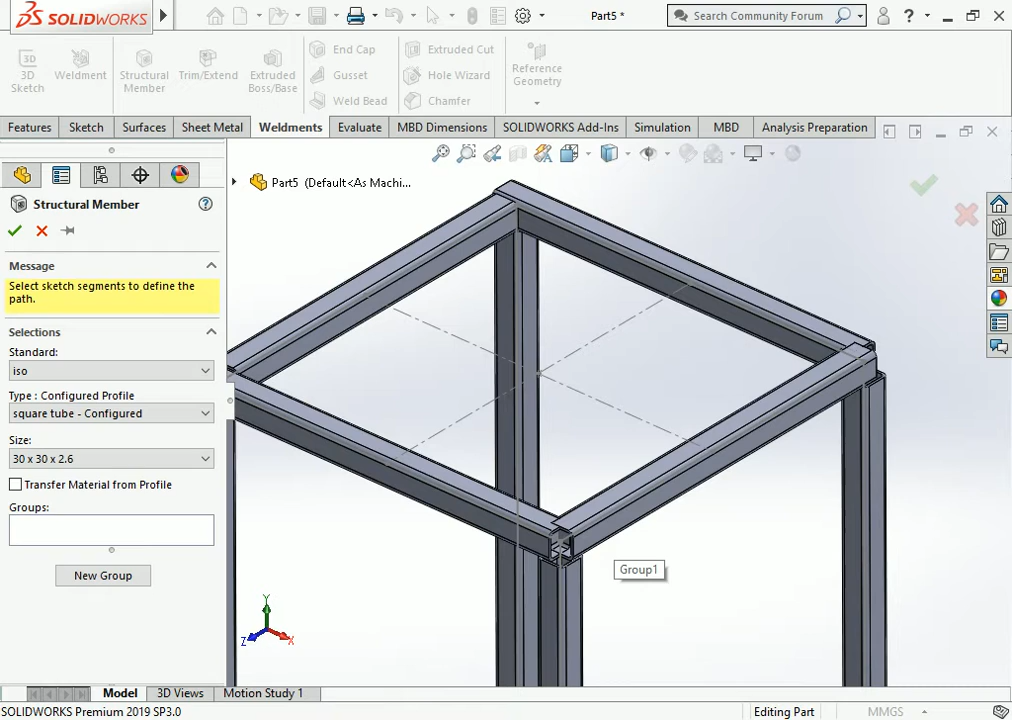 SOLIDWORKS
Part5 *
Search Community Forum
?
3D Sketch
Weldment
Structural Member
Trim/Extend
Extruded Boss/Base
End Cap
Gusset
Weld Bead
Extruded Cut
Hole Wizard
Chamfer
Reference Geometry
Features
Sketch
Surfaces
Sheet Metal
Weldments
Evaluate
MBD Dimensions
SOLIDWORKS Add-Ins
Simulation
MBD
Analysis Preparation
Part5 (Default<As Machi...
Structural Member
?
Message
Select sketch segments to define the
path.
Selections
Standard:
iso
Type : Configured Profile
square tube - Configured
Size:
30 x 30 x 2.6
Transfer Material from Profile
Groups:
New Group
Group1
Y
Z
X
Model
3D Views
Motion Study 1
SOLIDWORKS Premium 2019 SP3.0
Editing Part
MMGS